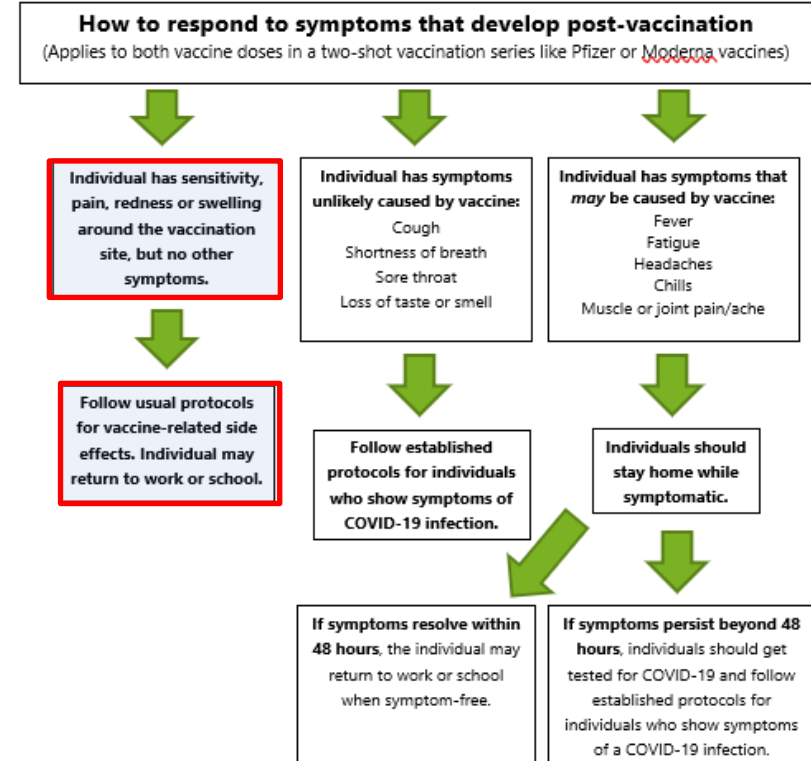 How to respond to symptoms that develop post-vaccination
(Applies to both vaccine doses in a two-shot vaccination series like Pfizer or Moderna vaccines)
Individual has sensitivity,
pain, redness or swelling
around the vaccination
site, but no other
symptoms.
Follow usual protocols
for vaccine-related side
effects. Individual may
return to work or school.
Individual has symptoms
unlikely caused by vaccine:
Cough
Shortness of breath
Sore throat
Loss of taste or smell
Follow established
protocols for individuals
who show symptoms of
COVID-19 infection.
Individual has symptoms that
may be caused by vaccine:
Fever
Fatigue
Headaches
Chills
Muscle or joint pain/ache
Individuals should
stay home while
symptomatic.
If symptoms resolve within
48 hours, the individual may
return to work or school
when symptom-free.
If symptoms persist beyond 48
hours, individuals should get
tested for COVID-19 and follow
established protocols for
individuals who show symptoms
of a COVID-19 infection.